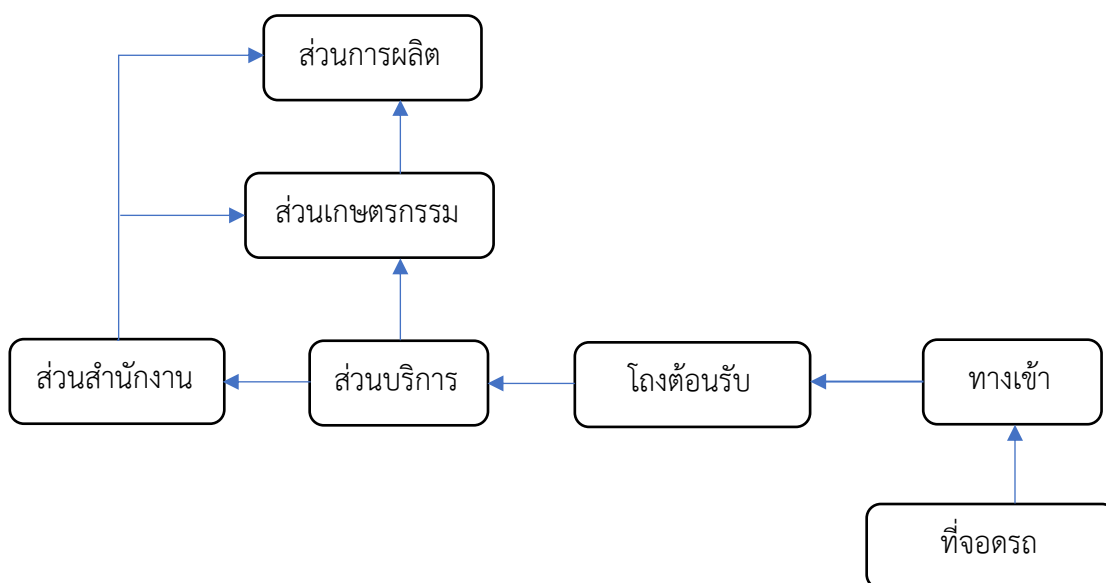 ส่วนการผลิต
ส่วนเกษตรกรรม
ส่วนสำนักงาน
ส่วนบริการ
โถงต้อนรับ
ทางเข้า
ที่จอดรถ